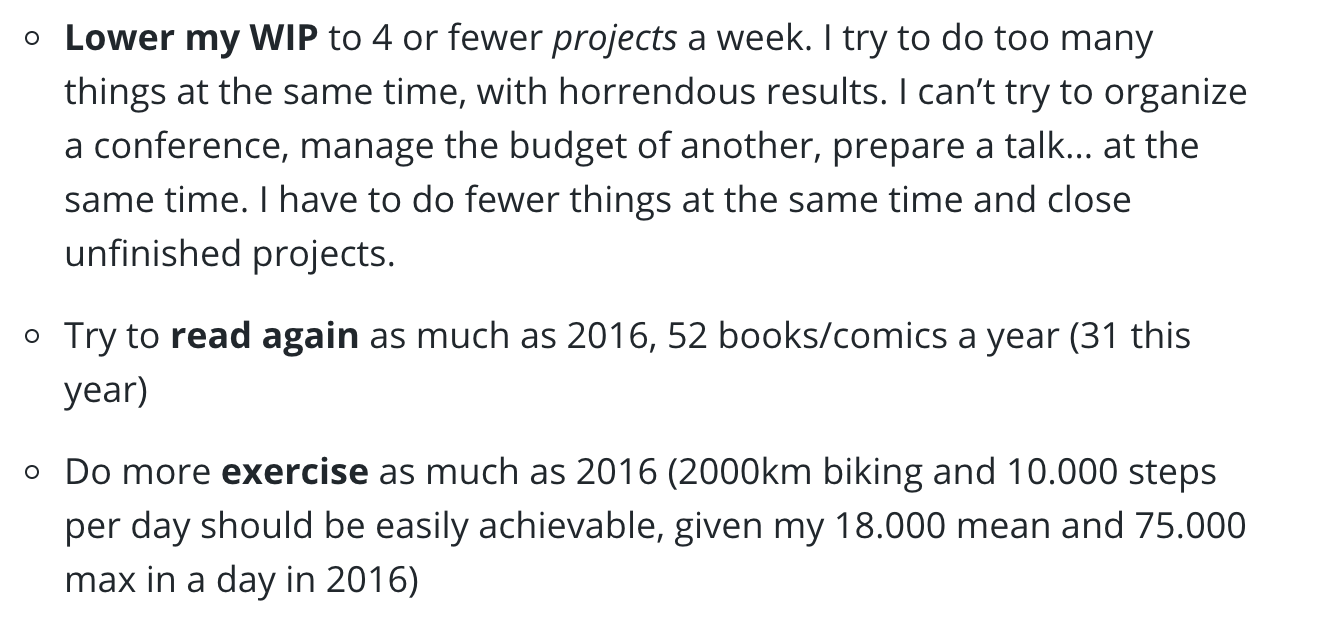 Lower my WIP to 4 or fewer projects a week. I try to do too many
things at the same time, with horrendous results. I can’t try to organize
a conference, manage the budget of another, prepare a talk… at the
same time. I have to do fewer things at the same time and close
unfinished projects.
Try to read again as much as 2016, 52 books/comics a year (31 this
year)
Do more exercise as much as 2016 (2000km biking and 10.000 steps
per day should be easily achievable, given my 18.000 mean and 75.000
max in a day in 2016)